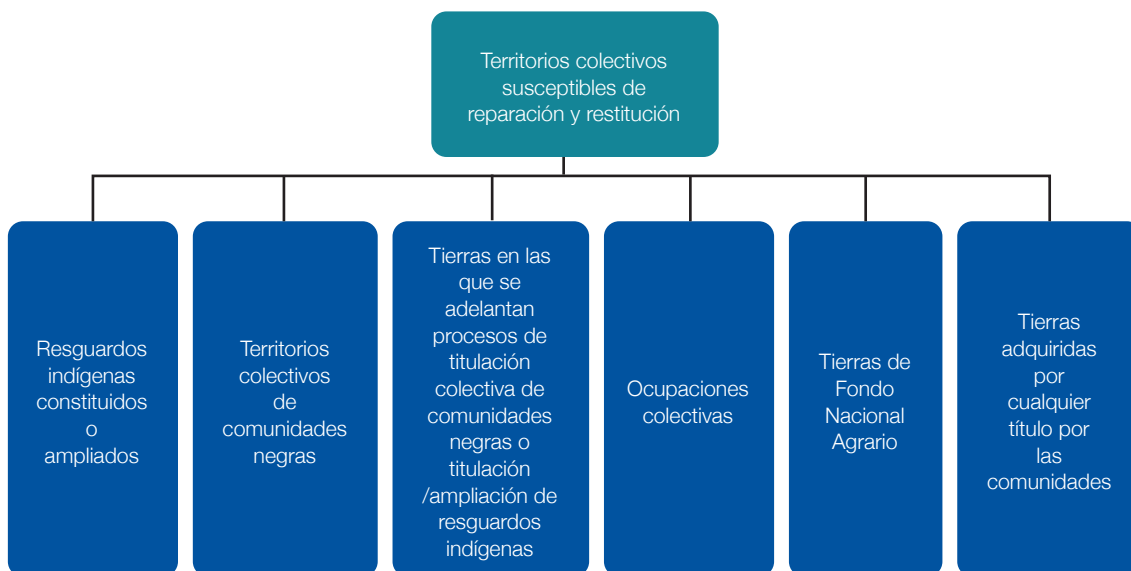 Territorios colectivos
susceptibles de
reparación y restitución
Resguardos
indígenas
constituidos
o
ampliados
Territorios
colectivos
de
comunidades
negras
Tierras en las
que se
adelantan
procesos de
titulación
colectiva de
comunidades
negras o
titulación
/ampliación de
resguardos
indígenas
Ocupaciones
colectivas
Tierras de
Fondo
Nacional
Agrario
Tierras
adquiridas
por
cualquier
título por
las
comunidades